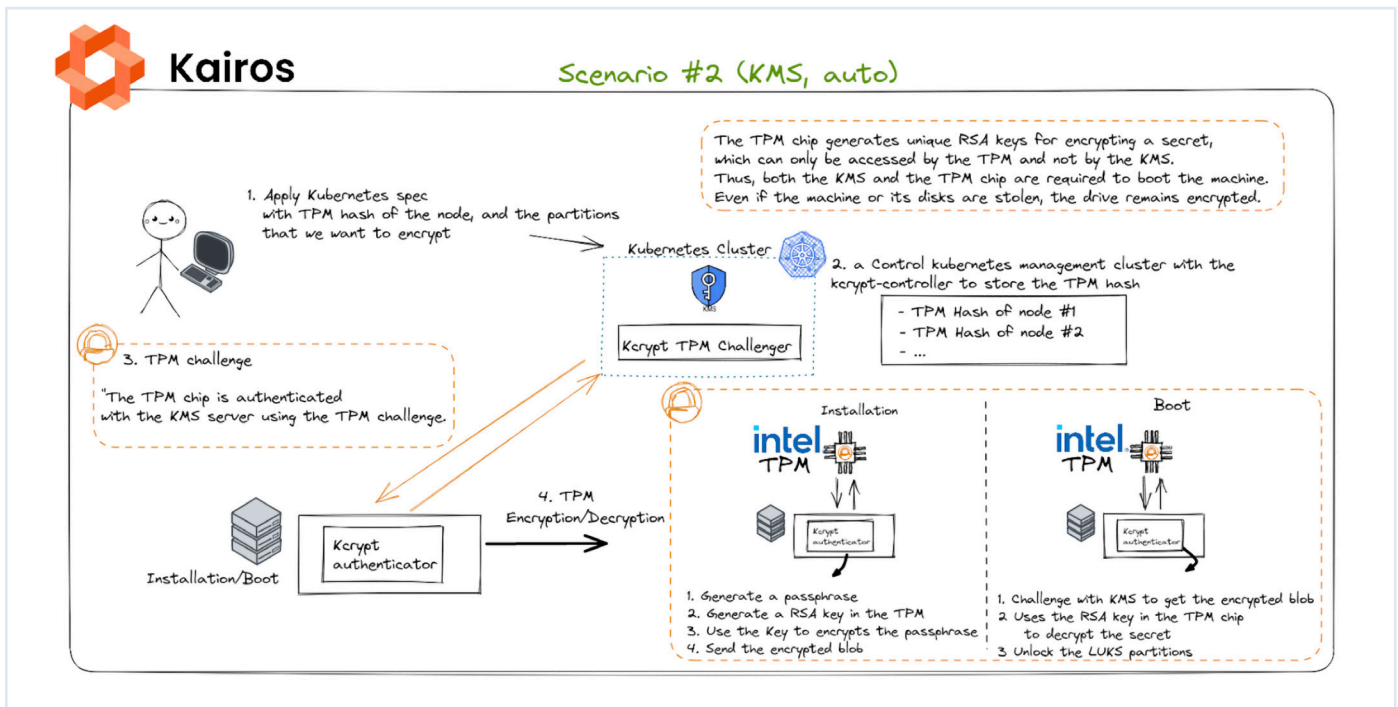 Kairos
Scenario #2 (KMS, auto)
The TPM chip generates unique RSA keys for encrypting a secret,
which can only be accessed by the TPM and not by the KMS.
Thus, both the KMS and the TPM chip are required to boot the machine.
Even if the machine or its disks are stolen, the drive remains encrypted.
1. Apply Kubernetes spec
with TPM hash of the node, and the partitions
that we want to encrypt
Kubernetes Cluster
KMS
Kcrypt TPM Challenger
2. a Control kubernetes management cluster with the
kcrypt-controller to store the TPM hash
- TPM Hash of node #1
- TPM Hash of node #2
- ...
3. TPM challenge
"The TPM chip is authenticated
with the KMS server using the TPM challenge.
Installation/Boot
Kcrypt
authenticator
4. TPM
Encryption/Decryption
Installation
intel
TPM
Kcrypt
authenticator
1. Generate a passphrase
2. Generate a RSA key in the TPM
3. Use the Key to encrypts the passphrase
4. Send the encrypted blob
Boot
intel
TPM
Kcrypt
authenticator
1. Challenge with KMS to get the encrypted blob
2 Uses the RSA key in the TPM chip
to decrypt the secret
3 Unlock the LUKS partitions